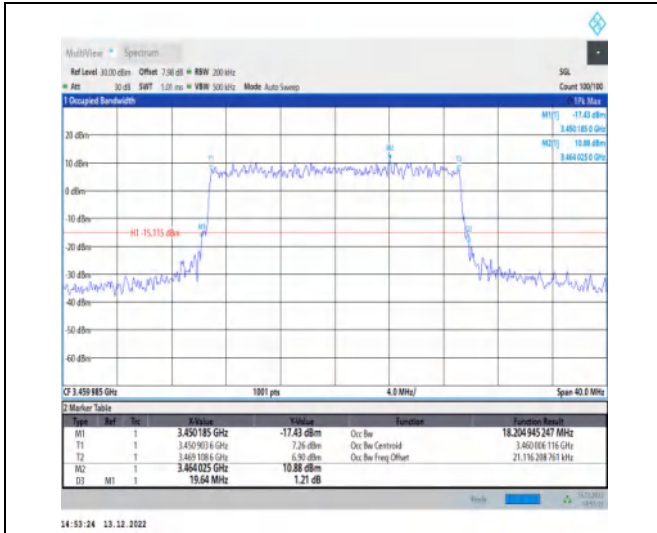 MultiView Spectrum
Ref Level 30.00 dBm Offset 7.98 dB RBW 200 kHz SGL
Att 30 dB SWT 1.01 ms VBW 500 kHz Mode Auto Sweep Count 100/100
1 Occupied Bandwidth 1Pk Max
M1[1] -17.43 dBm
3.450 185 0 GHz
M2[1] 10.88 dBm
3.464 025 0 GHz
20 dBm
M2
T1 T2
10 dBm
0 dBm
-10 dBm
H1 -15.115 dBm
-20 dBm
-30 dBm
-40 dBm
-50 dBm
-60 dBm
CF 3.459 985 GHz 1001 pts 4.0 MHz/ Span 40.0 MHz
2 Marker Table
Type Ref Trc X-Value Y-Value Function Function Result
M1 1 3.450 185 GHz -17.43 dBm Occ Bw 18.204 945 247 MHz
T1 1 3.450 903 6 GHz 7.26 dBm Occ Bw Centroid 3.460 006 116 GHz
T2 1 3.469 108 6 GHz 6.90 dBm Occ Bw Freq Offset 21.116 208 761 kHz
M2 1 3.464 025 GHz 10.88 dBm
D3 M1 1 19.64 MHz 1.21 dB
Ready
14:53:24 13.12.2022